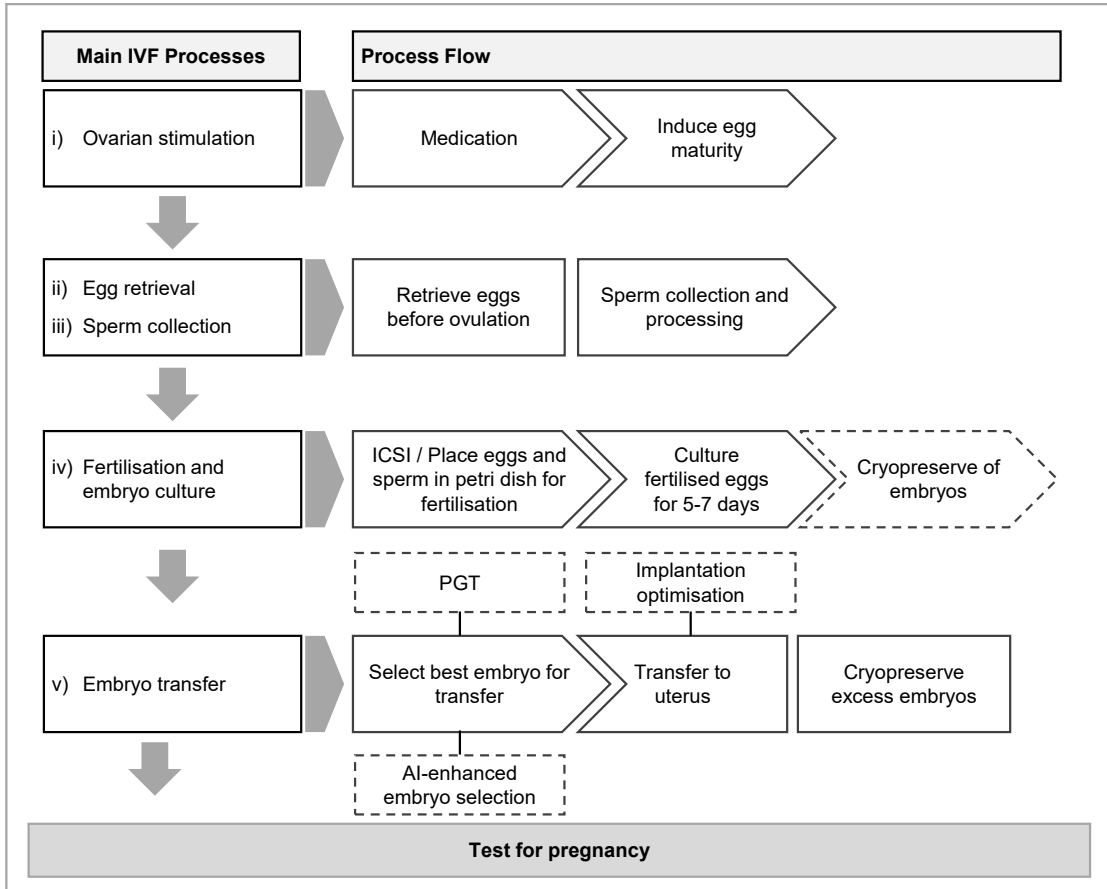 Main IVF Processes
Process Flow
i) Ovarian stimulation
Medication
Induce egg
maturity
ii) Egg retrieval
iii) Sperm collection
Retrieve eggs
before ovulation
Sperm collection and
processing
iv) Fertilisation and
embryo culture
ICSI / Place eggs and
sperm in petri dish for
fertilisation
Culture
fertilised eggs
for 5-7 days
Cryopreserve of
embryos
PGT
Implantation
optimisation
v) Embryo transfer
Select best embryo for
transfer
Transfer to
uterus
Cryopreserve
excess embryos
AI-enhanced
embryo selection
Test for pregnancy